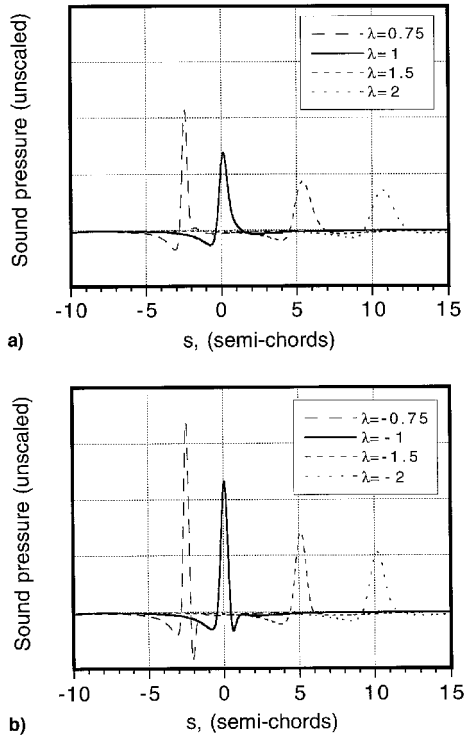 Sound pressure (unscaled)
λ=0.75
λ= 1
λ=1.5
λ= 2
-10 -5 0 5 10 15
s, (semi-chords)
a)
Sound pressure (unscaled)
λ=-0.75
λ= -1
λ=-1.5
λ= -2
-10 -5 0 5 10 15
s, (semi-chords)
b)